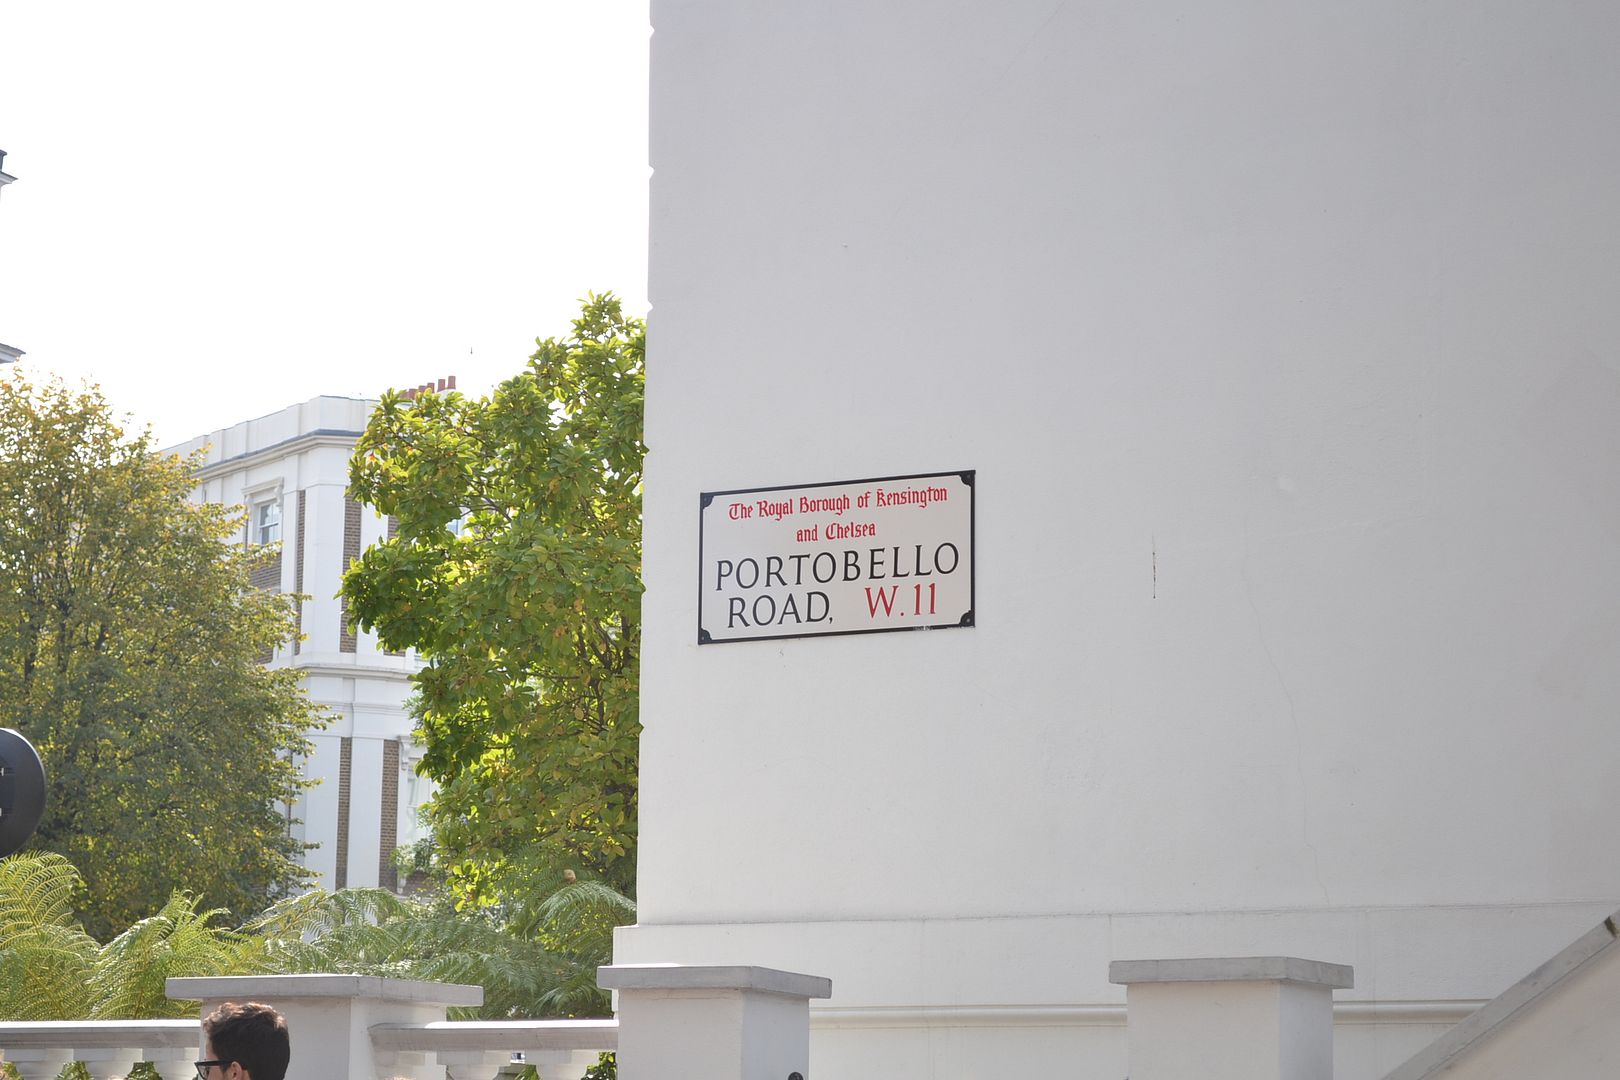 The Royal Borough of Kensington
and Chelsea
PORTOBELLO
ROAD, W.11